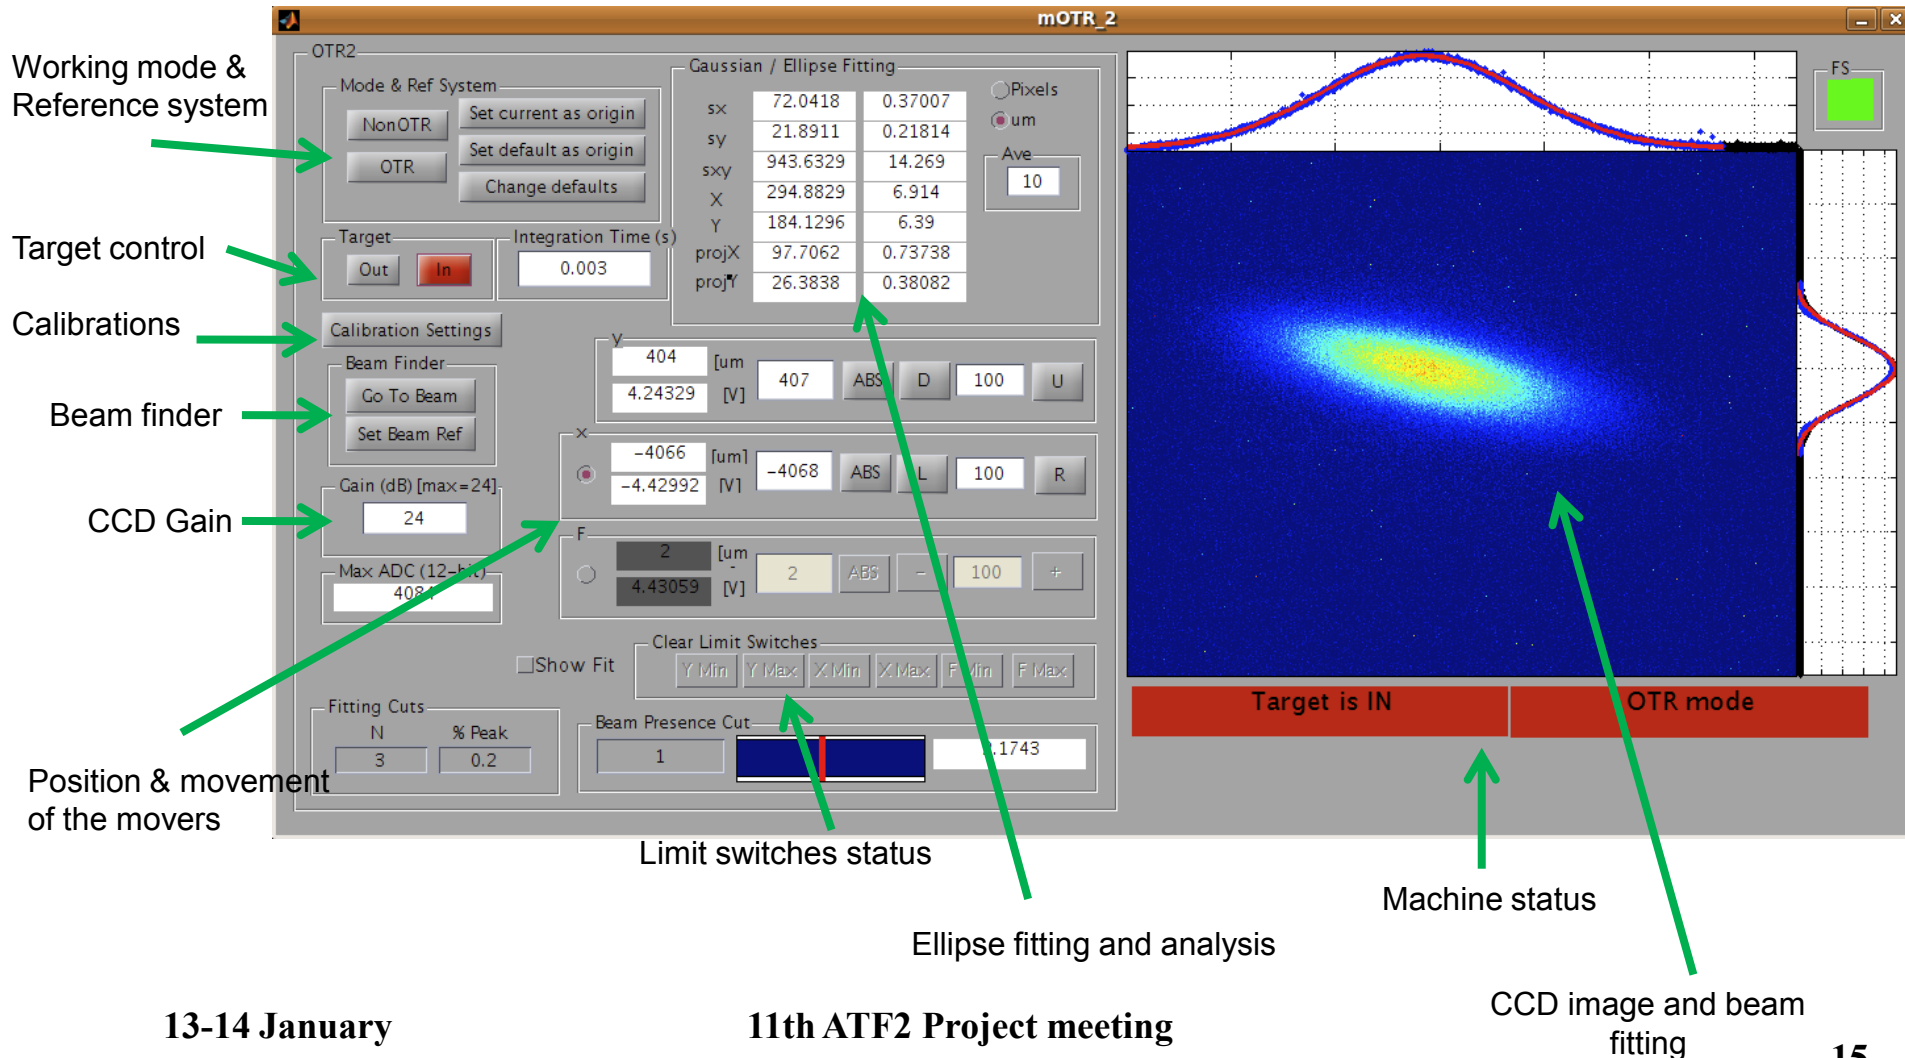 mOTR_2
Working mode &
Reference system
Target control
Calibrations
Beam finder
CCD Gain
Position & movement
of the movers
OTR2
Mode & Ref System
NonOTR
OTR
Set current as origin
Set default as origin
Change defaults
Target
Out
In
Integration Time (s)
0.003
Calibration Settings
Beam Finder
Go To Beam
Set Beam Ref
Gain (dB) [max=24]
24
Max ADC (12-bit)
4084
Gaussian / Ellipse Fitting
sx 72.0418 0.37007
sy 21.8911 0.21814
sxy 943.6329 14.269
X 294.8829 6.914
Y 184.1296 6.39
projX 97.7062 0.73738
projY 26.3838 0.38082
Pixels
um
Ave
10
y
404 [um
4.24329 [V]
407 ABS D 100 U
x
-4066 [um]
-4.42992 [V]
-4068 ABS L 100 R
F
2 [um
4.43059 [V]
2 ABS - 100 +
Show Fit
Clear Limit Switches
Y Min Y Max X Min X Max F Min F Max
Fitting Cuts
N % Peak
3 0.2
Beam Presence Cut
1
.1743
FS
Target is IN
OTR mode
Limit switches status
Machine status
Ellipse fitting and analysis
CCD image and beam
fitting
13-14 January
11th ATF2 Project meeting
15